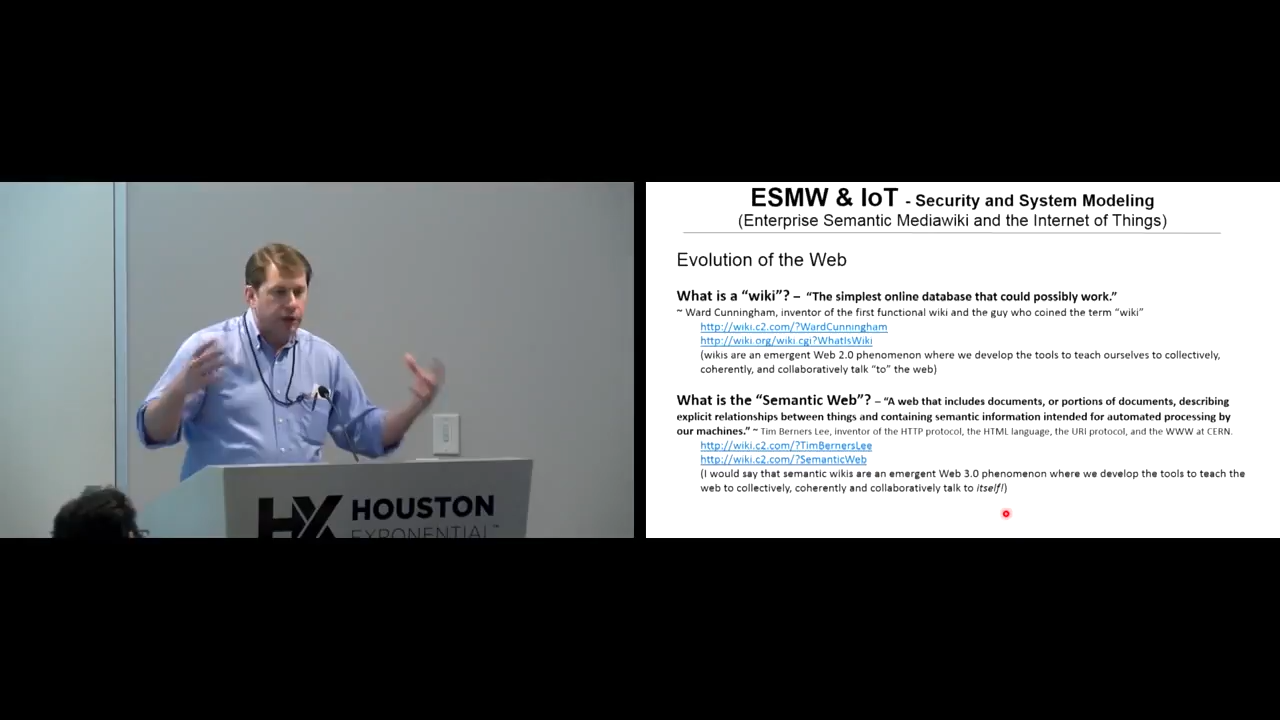 HX HOUSTON
EXPONENTIAL™
ESMW & IoT - Security and System Modeling
(Enterprise Semantic Mediawiki and the Internet of Things)
Evolution of the Web
What is a “wiki”? – “The simplest online database that could possibly work.”
~ Ward Cunningham, inventor of the first functional wiki and the guy who coined the term “wiki”
http://wiki.c2.com/?WardCunningham
http://wiki.org/wiki.cgi?WhatIsWiki
(wikis are an emergent Web 2.0 phenomenon where we develop the tools to teach ourselves to collectively,
coherently, and collaboratively talk “to” the web)
What is the “Semantic Web”? – “A web that includes documents, or portions of documents, describing
explicit relationships between things and containing semantic information intended for automated processing by
our machines.” ~ Tim Berners Lee, inventor of the HTTP protocol, the HTML language, the URI protocol, and the WWW at CERN.
http://wiki.c2.com/?TimBernersLee
http://wiki.c2.com/?SemanticWeb
(I would say that semantic wikis are an emergent Web 3.0 phenomenon where we develop the tools to teach the
web to collectively, coherently and collaboratively talk to itself!)